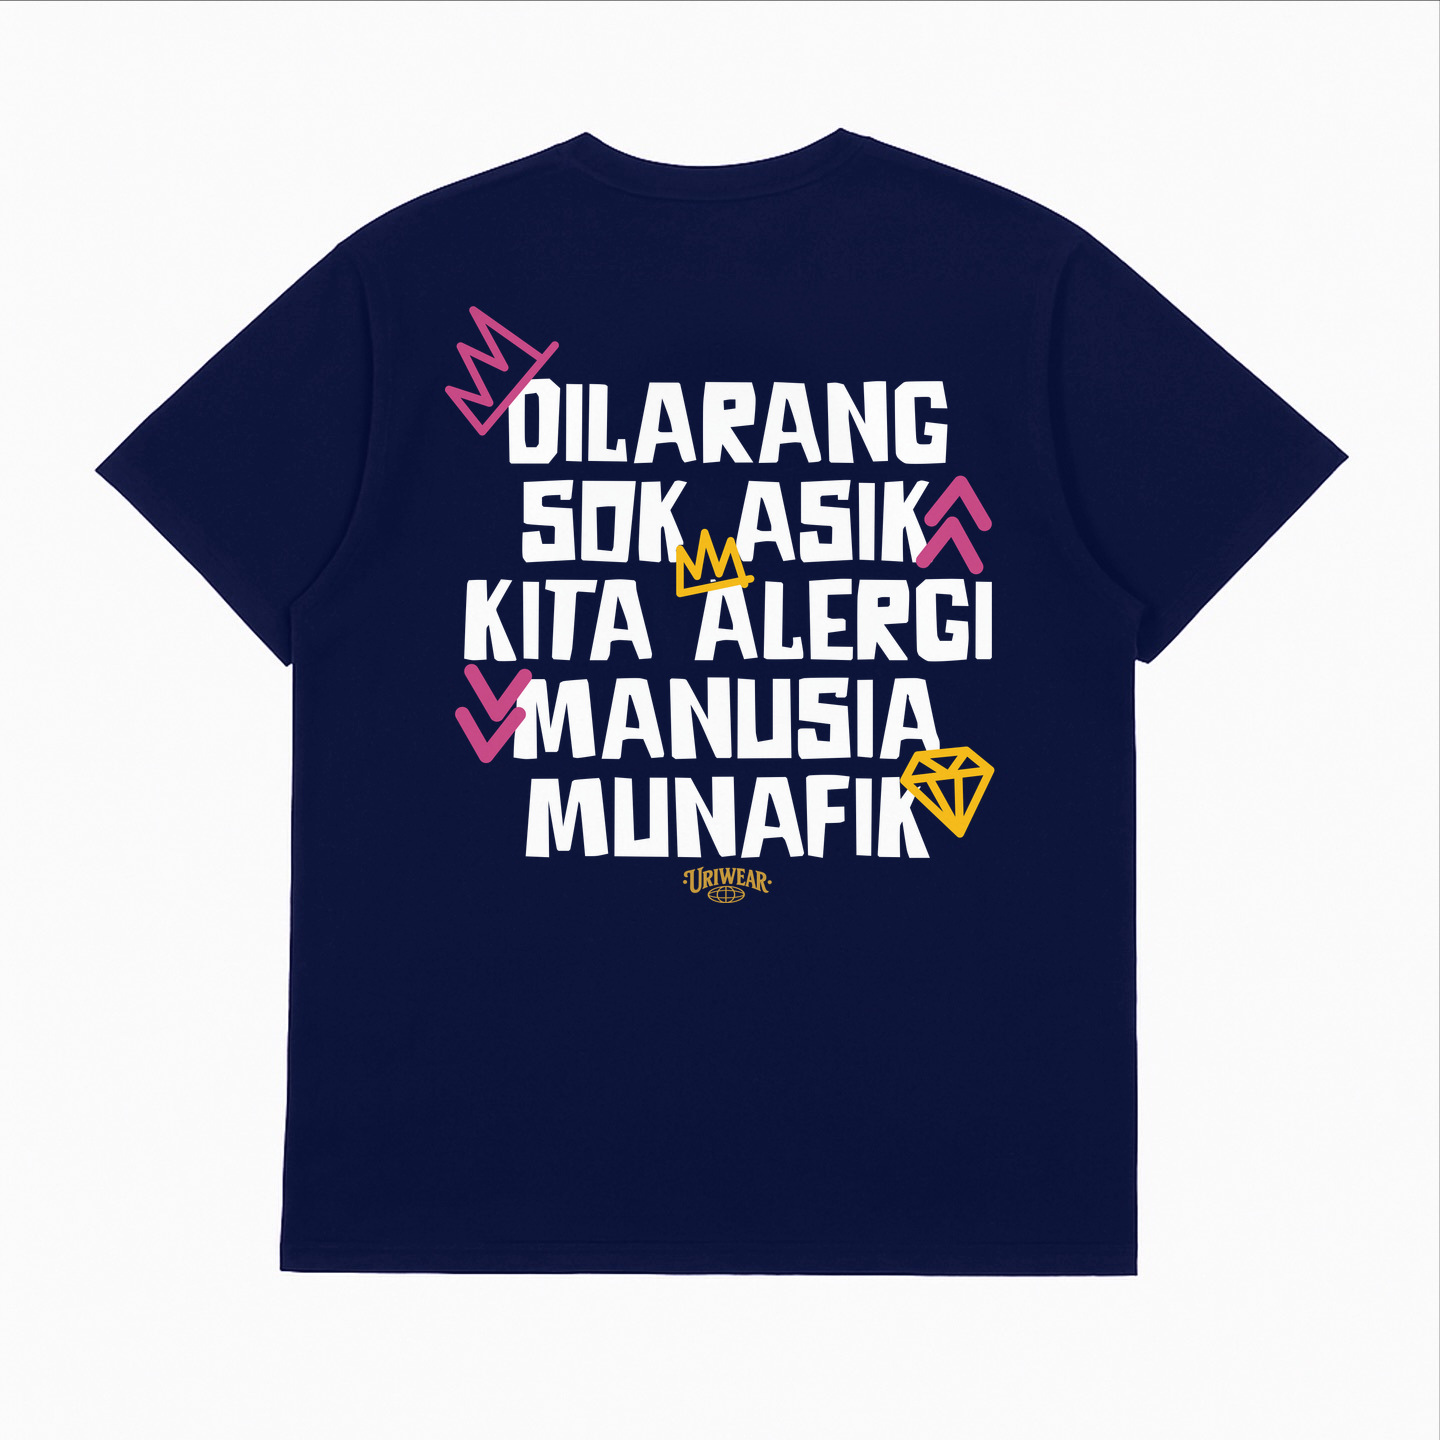 DILARANG
SOK ASIK
KITA ALERGI
MANUSIA
MUNAFIK
URIWEAR